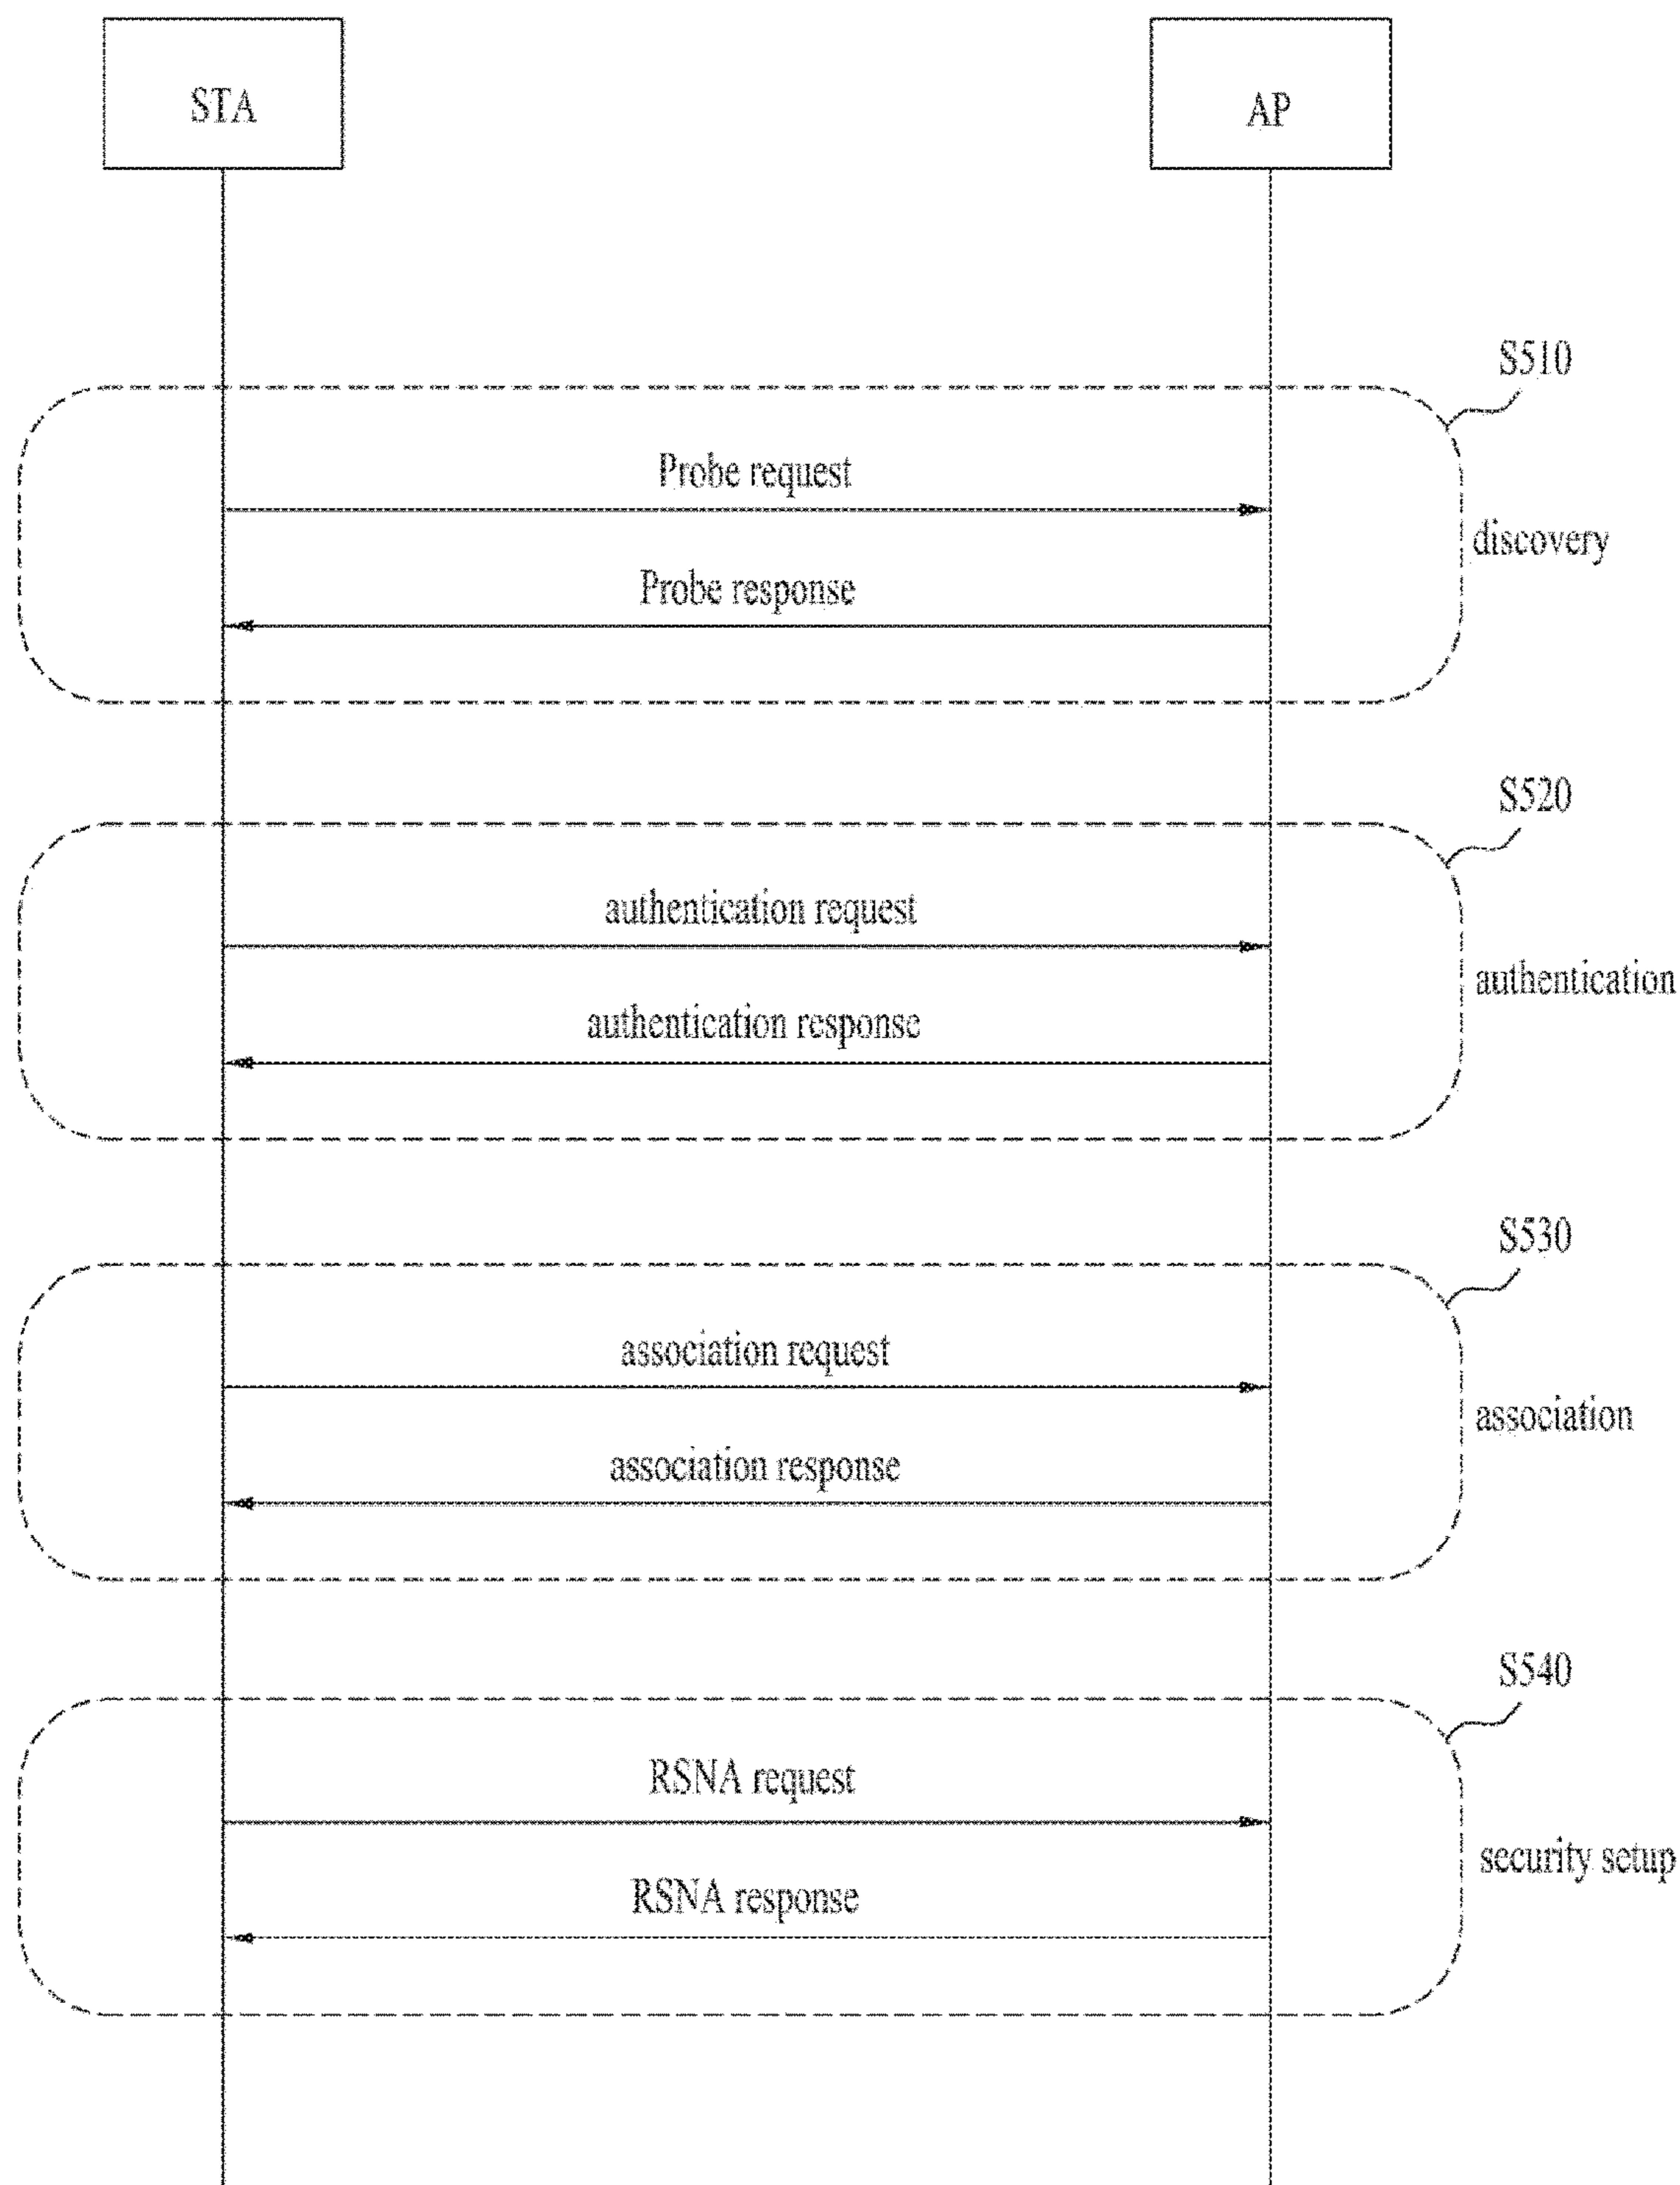 STA
AP
S510
Probe request
discovery
Probe response
S520
authentication request
authentication
authentication response
S530
association request
association
association response
S540
RSNA request
security setup
RSNA response